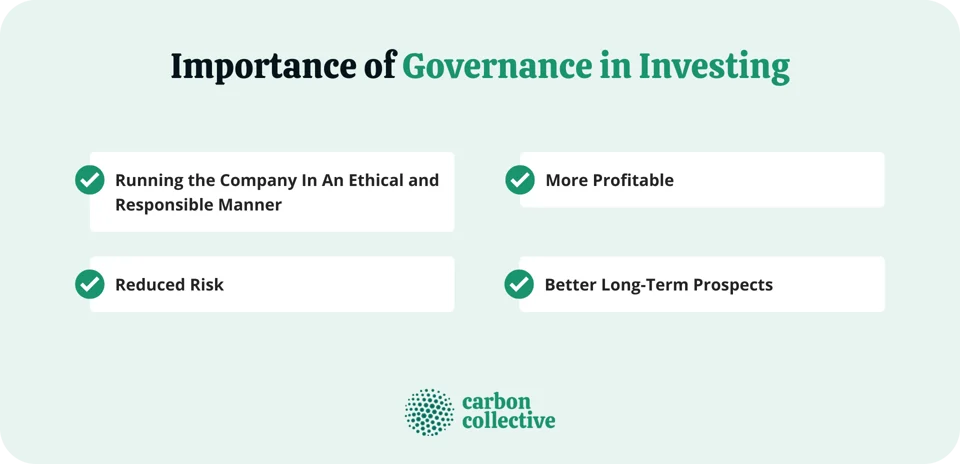 Importance of Governance in Investing
Running the Company In An Ethical and
Responsible Manner
More Profitable
Reduced Risk
Better Long-Term Prospects
carbon
collective